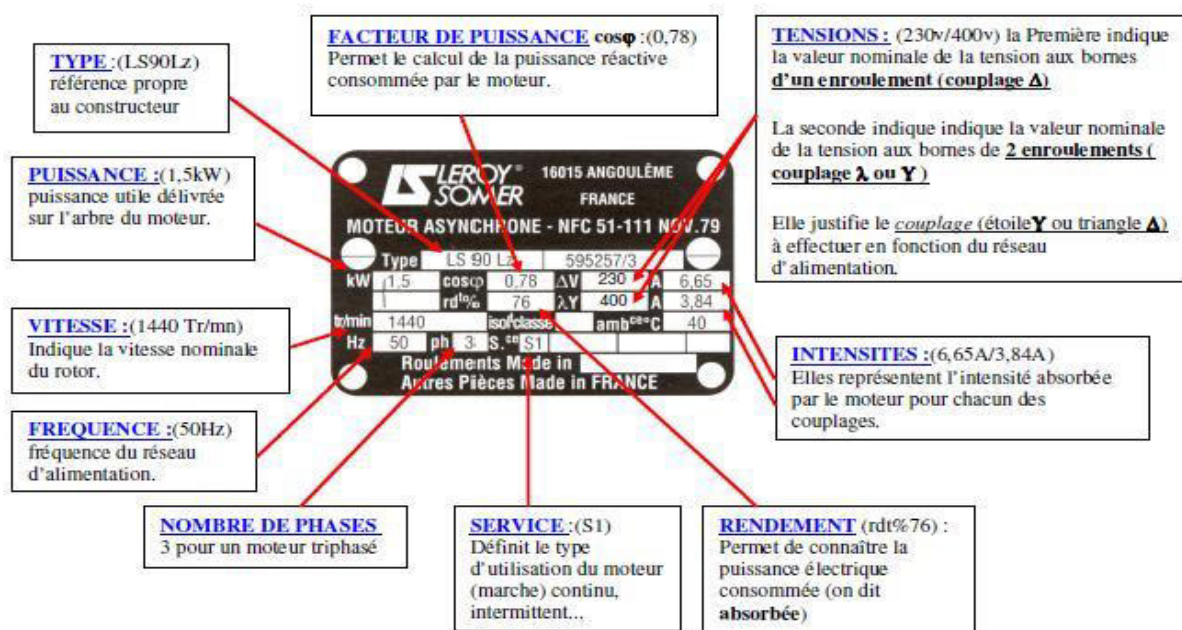 TYPE :(LS90Lz)
référence propre
au constructeur
FACTEUR DE PUISSANCE cosφ :(0,78)
Permet le calcul de la puissance réactive
consommée par le moteur.
TENSIONS : (230v/400v) la Première indique
la valeur nominale de la tension aux bornes
d'un enroulement (couplage Δ)
La seconde indique indique la valeur nominale
de la tension aux bornes de 2 enroulements (
couplage λ ou Y )
Elle justifie le couplage (étoileY ou triangle Δ)
à effectuer en fonction du réseau
d'alimentation.
PUISSANCE :(1,5kW)
puissance utile délivrée
sur l'arbre du moteur.
VITESSE :(1440 Tr/mn)
Indique la vitesse nominale
du rotor.
FREQUENCE :(50Hz)
fréquence du réseau
d'alimentation.
LS LEROY® SOMER
16015 ANGOULÊME
FRANCE
MOTEUR ASYNCHRONE - NFC 51-111 NOV.79
Type LS 90 Lz 595257/3
kW 1,5 cosφ 0,78 ΔV 230 A 6,65
rdto% 76 λY 400 A 3,84
tr/min 1440 isoltclasse ambce°C 40
Hz 50 ph 3 S.ce S1
Roulements Made in
Autres Pièces Made in FRANCE
INTENSITES :(6,65A/3,84A)
Elles représentent l'intensité absorbée
par le moteur pour chacun des
couplages.
NOMBRE DE PHASES
3 pour un moteur triphasé
SERVICE :(S1)
Définit le type
d'utilisation du moteur
(marche) continu,
intermittent...
RENDEMENT (rdt%76) :
Permet de connaître la
puissance électrique
consommée (on dit
absorbée)